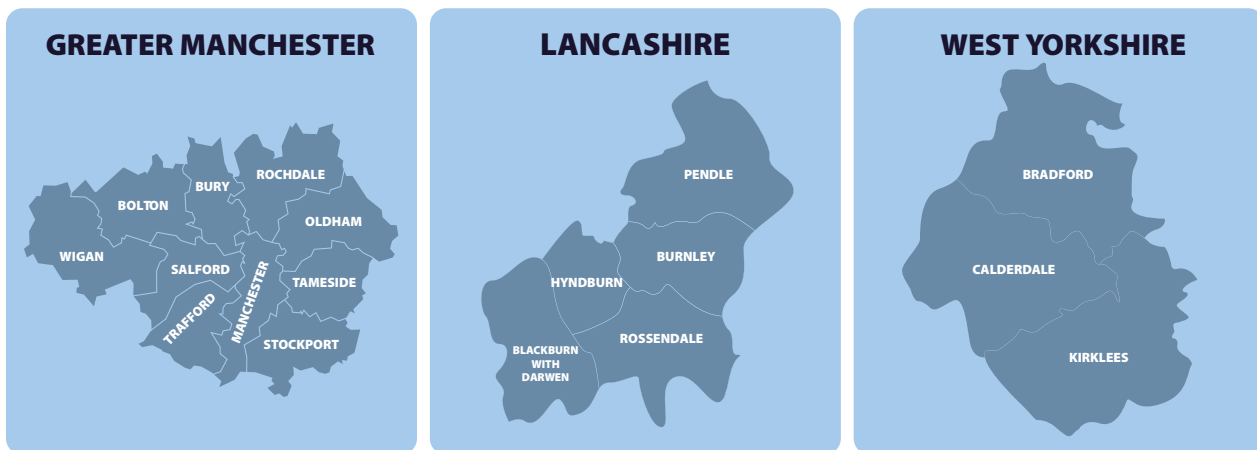 GREATER MANCHESTER
BURY
ROCHDALE
BOLTON
OLDHAM
WIGAN
SALFORD
TAMESIDE
MANCHESTER
TRAFFORD
STOCKPORT
LANCASHIRE
PENDLE
BURNLEY
HYNDBURN
ROSSENDALE
BLACKBURN
WITH
DARWEN
WEST YORKSHIRE
BRADFORD
CALDERDALE
KIRKLEES